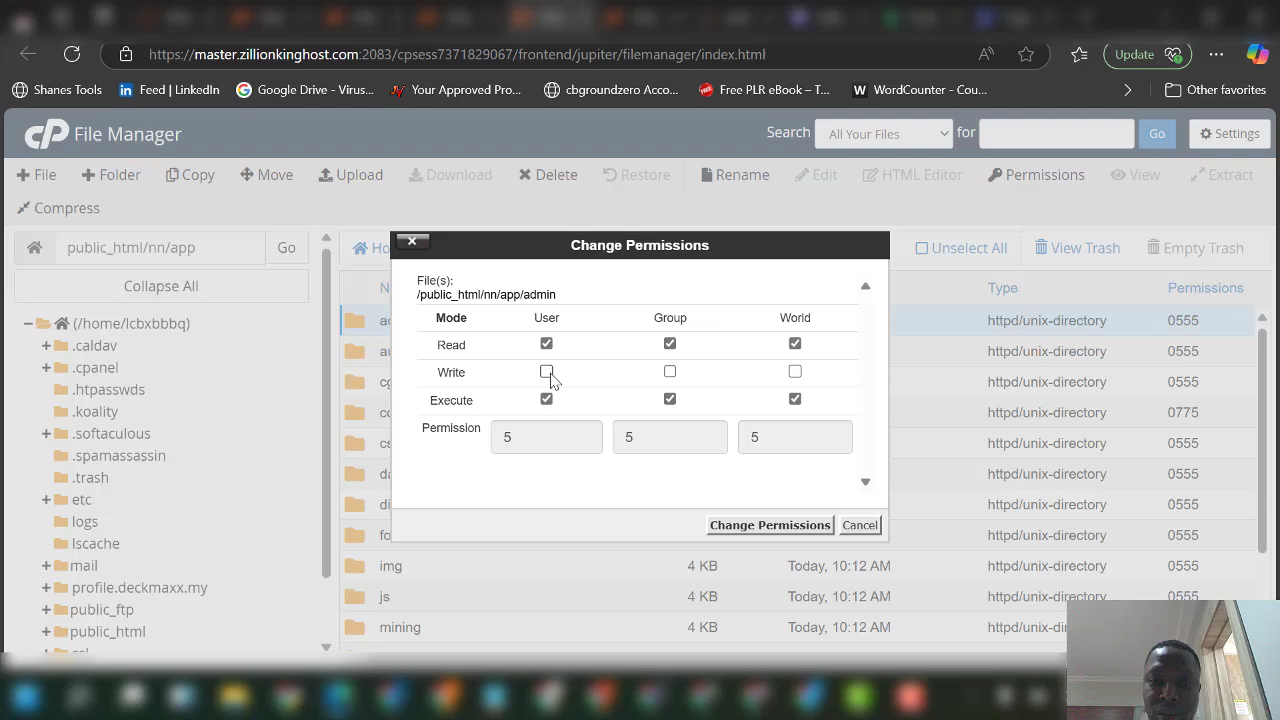 https://master.zillionkinghost.com:2083/cpsess7371829067/frontend/jupiter/filemanager/index.html
Update
Shanes Tools
Feed | LinkedIn
Google Drive - Virus...
Your Approved Pro...
cbgroundzero Acco...
Free PLR eBook – T...
WordCounter - Cou...
Other favorites
cP File Manager
Search All Your Files for Go Settings
File Folder Copy Move Upload Download Delete Restore Rename Edit HTML Editor Permissions View Extract
Compress
public_html/nn/app Go
Collapse All
(/home/lcbxbbbq)
.caldav
.cpanel
.htpasswds
.koality
.softaculous
.spamassassin
.trash
etc
logs
lscache
mail
profile.deckmaxx.my
public_ftp
public_html
Unselect All View Trash Empty Trash
Type Permissions
httpd/unix-directory 0555
httpd/unix-directory 0555
httpd/unix-directory 0555
httpd/unix-directory 0775
httpd/unix-directory 0555
httpd/unix-directory 0555
httpd/unix-directory 0555
httpd/unix-directory 0555
img 4 KB Today, 10:12 AM httpd/unix-directory 0555
js 4 KB Today, 10:12 AM httpd/unix-directory 0555
mining 4 KB Today, 10:12 AM
Change Permissions
File(s):
/public_html/nn/app/admin
Mode User Group World
Read
Write
Execute
Permission 5 5 5
Change Permissions Cancel